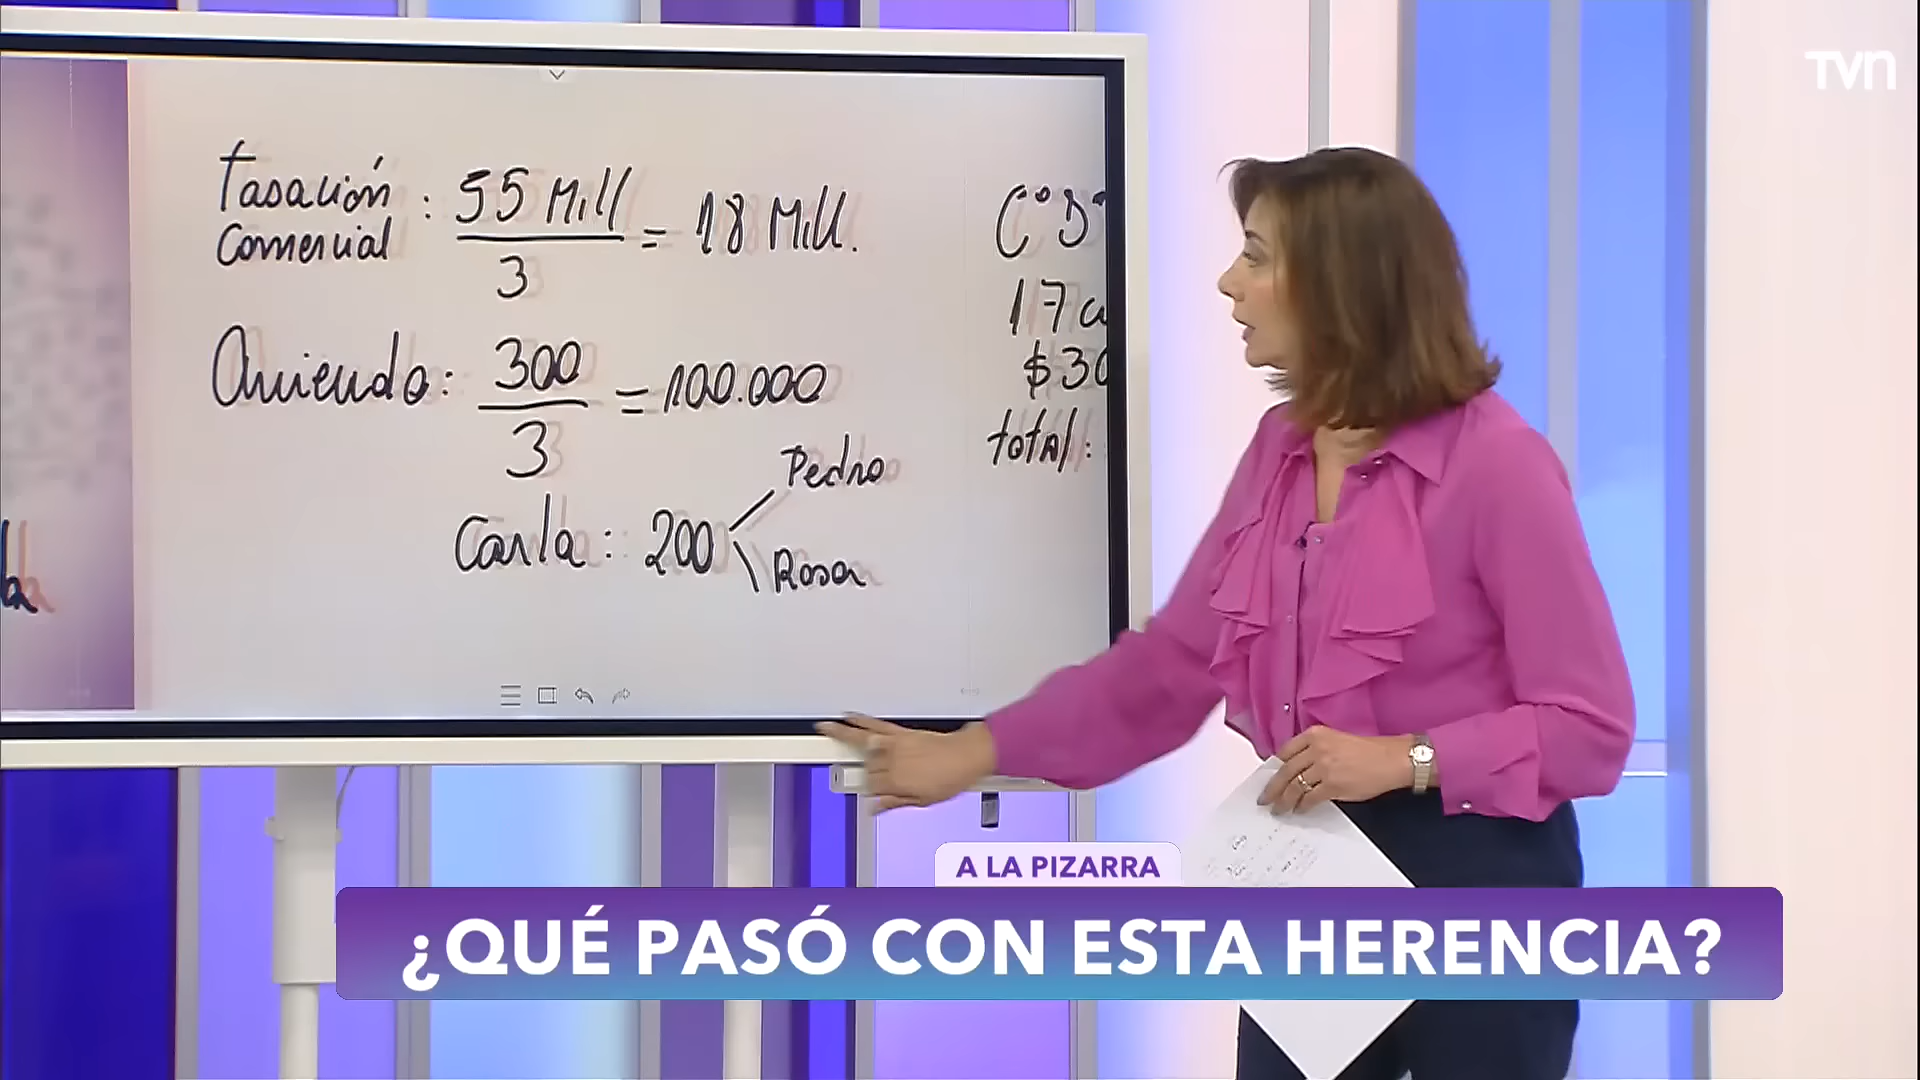 TVN
Tasación
Comercial : 55 Mill / 3 = 18 Mill.
Arriendo : 300 / 3 = 100.000
Carla : 200
Pedro
Rosa
C°B°
17 c
$30
total :
A LA PIZARRA
¿QUÉ PASÓ CON ESTA HERENCIA?